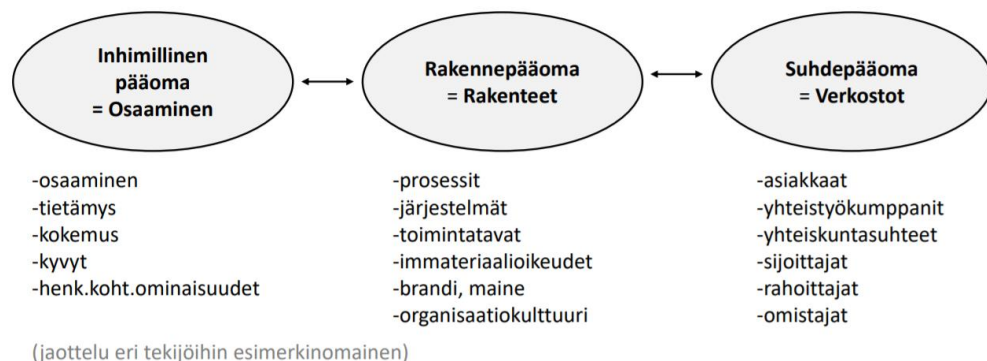 Inhimillinen
pääoma
= Osaaminen
Rakennepääoma
= Rakenteet
Suhdepääoma
= Verkostot
-osaaminen
-tietämys
-kokemus
-kyvyt
-henk.koht.ominaisuudet
-prosessit
-järjestelmät
-toimintatavat
-immateriaalioikeudet
-brandi, maine
-organisaatiokulttuuri
-asiakkaat
-yhteistyökumppanit
-yhteiskuntasuhteet
-sijoittajat
-rahoittajat
-omistajat
(jaottelu eri tekijöihin esimerkinomainen)